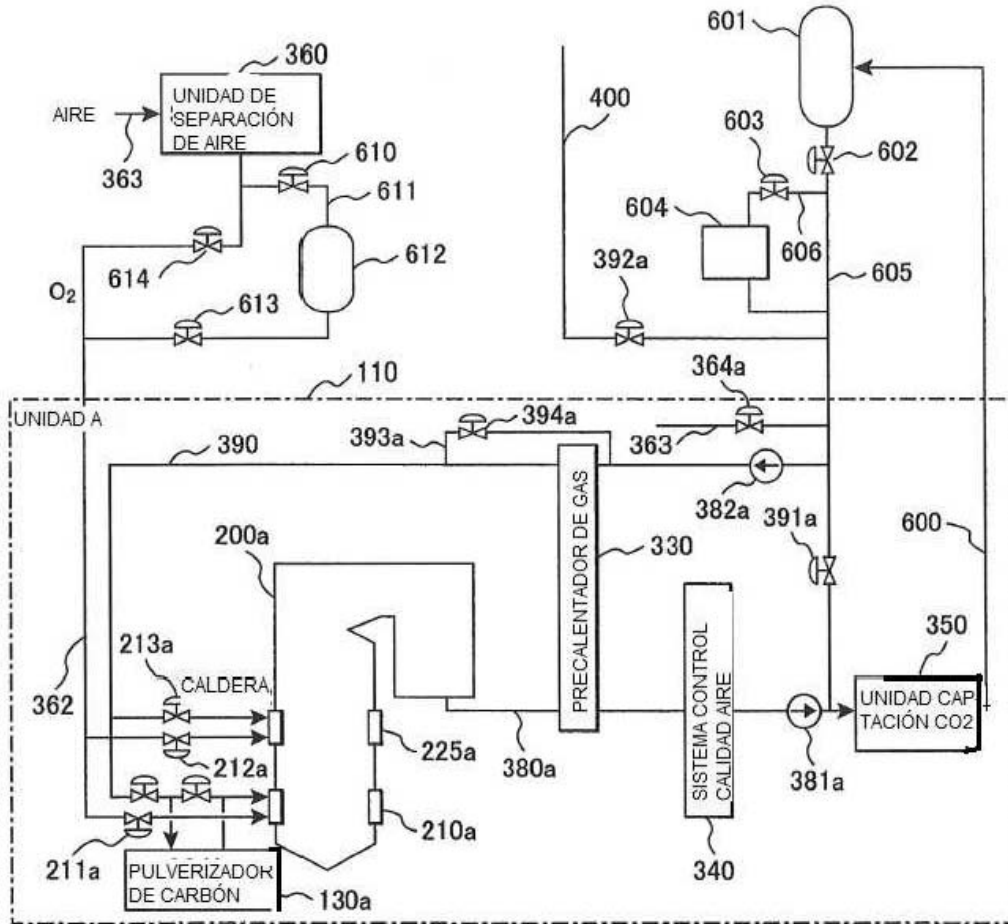 601
360
UNIDAD DE
SEPARACIÓN
DE AIRE
AIRE
363
400
610
603
602
611
604
606
612
614
605
O2
613
392a
110
364a
UNIDAD A
394a
393a
363
390
382a
391a
200a
330
600
PRECALENTADOR DE GAS
350
213a
CALDERA
SISTEMA CONTROL
CALIDAD AIRE
UNIDAD CAP
TACIÓN CO2
362
225a
212a
380a
381a
210a
211a
PULVERIZADOR
DE CARBÓN
130a
340